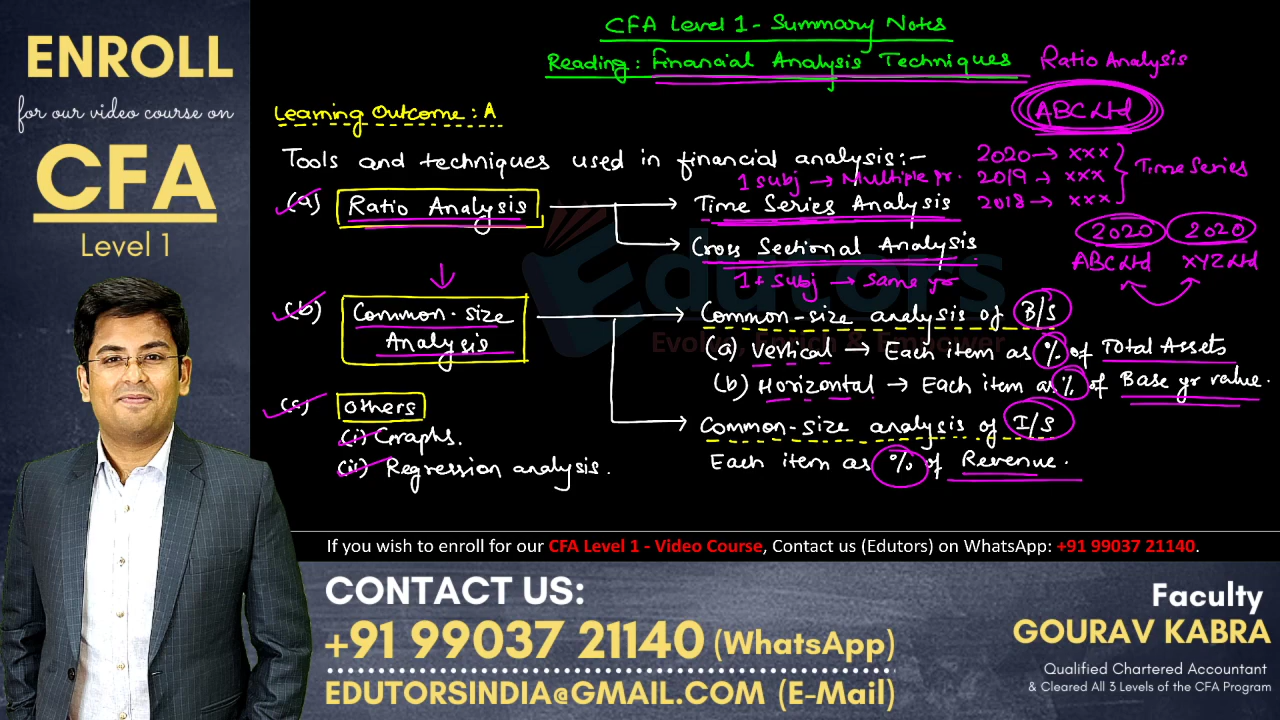 ENROLL
for our video course on
CFA
Level 1
CFA Level 1 - Summary Notes
Reading: Financial Analysis Techniques
Ratio Analysis
ABC Ltd
Learning Outcome: A
Tools and techniques used in financial analysis:-
2020 → xxx
2019 → xxx
2018 → xxx
Time Series
1 subj → Multiple yr.
(a) Ratio Analysis
Time Series Analysis
Cross Sectional Analysis
1+ subj → same yr
2020 2020
ABC Ltd XYZ Ltd
(b) Common-size
Analysis
Common-size analysis of B/S
(a) Vertical → Each item as % of Total Assets
(b) Horizontal → Each item as % of Base yr value.
(c) Others
(i) Graphs.
(ii) Regression analysis.
Common-size analysis of I/S
Each item as % of Revenue.
Edutors
If you wish to enroll for our CFA Level 1 - Video Course, Contact us (Edutors) on WhatsApp: +91 99037 21140.
CONTACT US:
+91 99037 21140 (WhatsApp)
EDUTORSINDIA@GMAIL.COM (E-Mail)
Faculty
GOURAV KABRA
Qualified Chartered Accountant
& Cleared All 3 Levels of the CFA Program